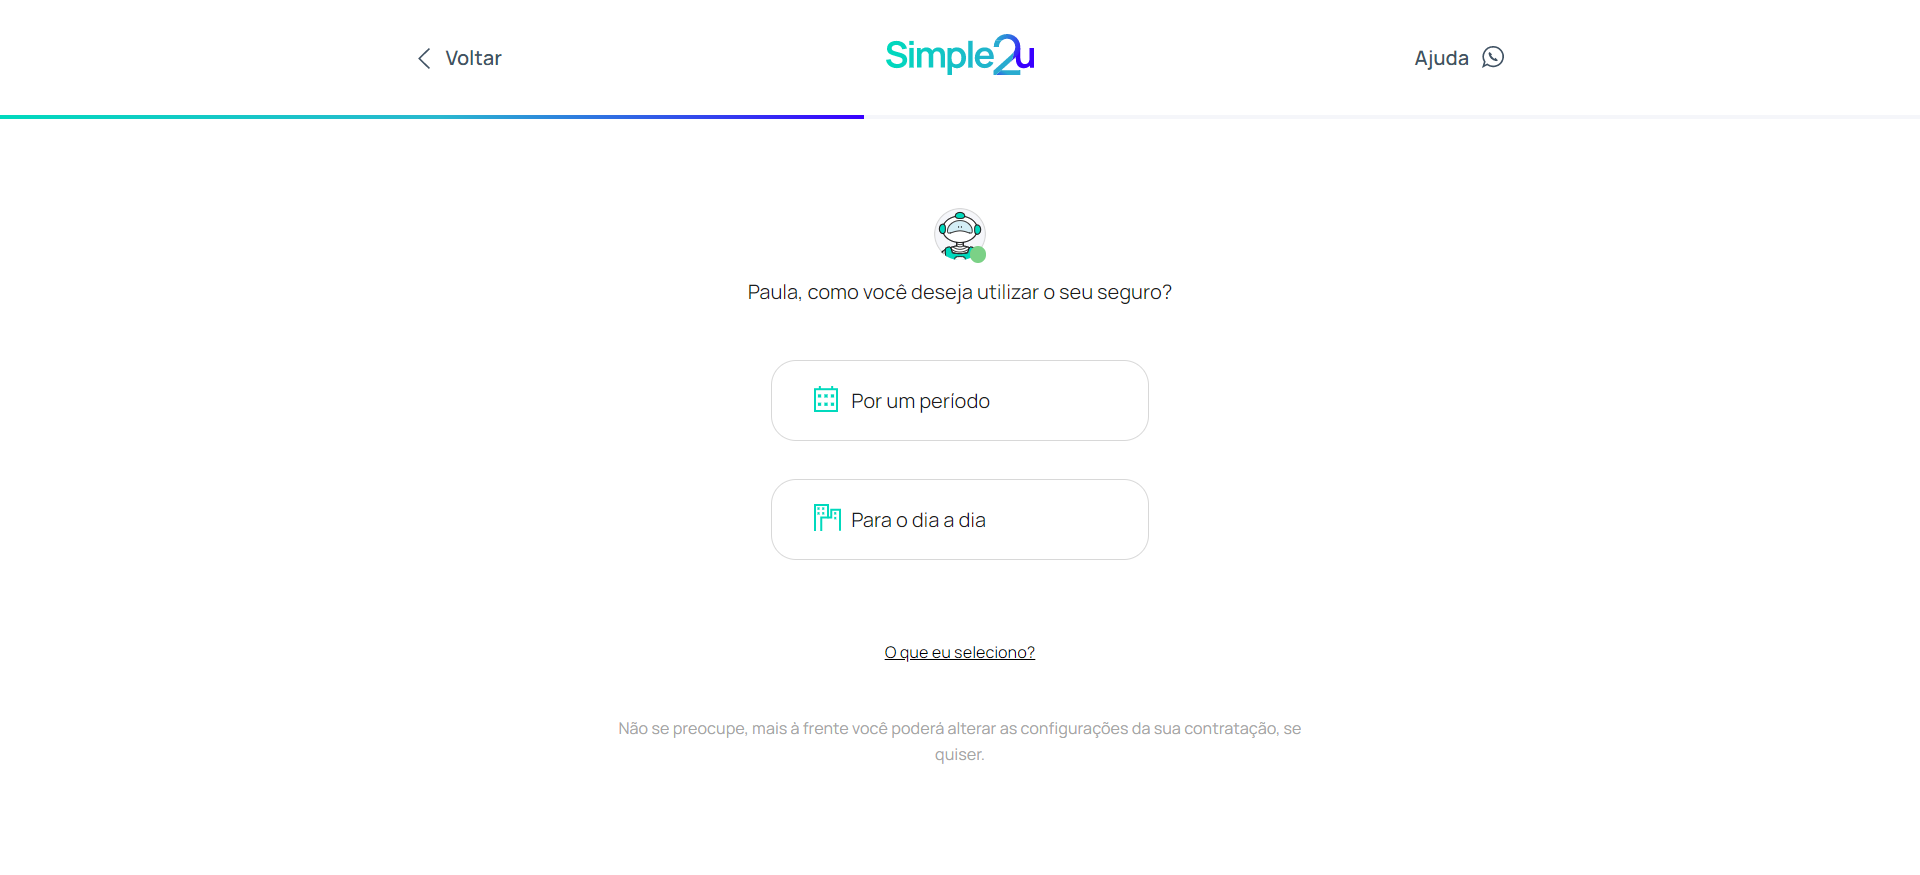 Voltar
Simple2u
Ajuda
Paula, como você deseja utilizar o seu seguro?
Por um período
Para o dia a dia
O que eu seleciono?
Não se preocupe, mais à frente você poderá alterar as configurações da sua contratação, se
quiser.